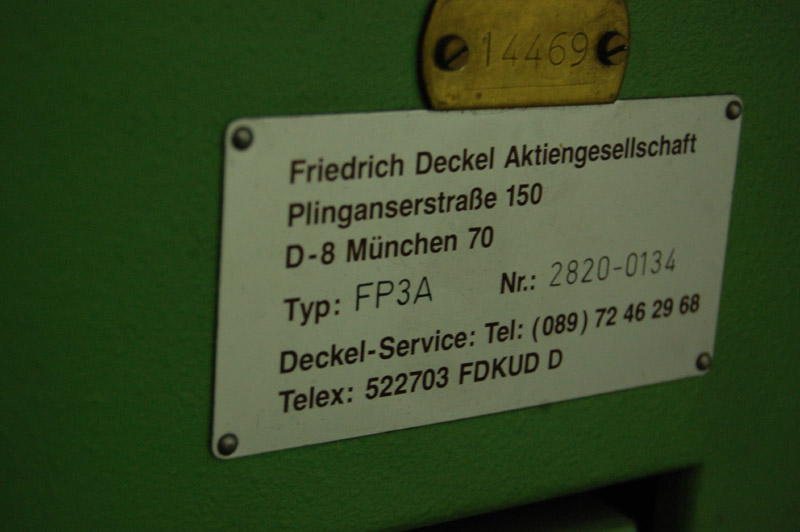 14469
Friedrich Deckel Aktiengesellschaft
Plinganserstraße 150
D-8 München 70
Typ: FP3A Nr.: 2820-0134
Deckel-Service: Tel: (089) 72 46 29 68
Telex: 522703 FDKUD D